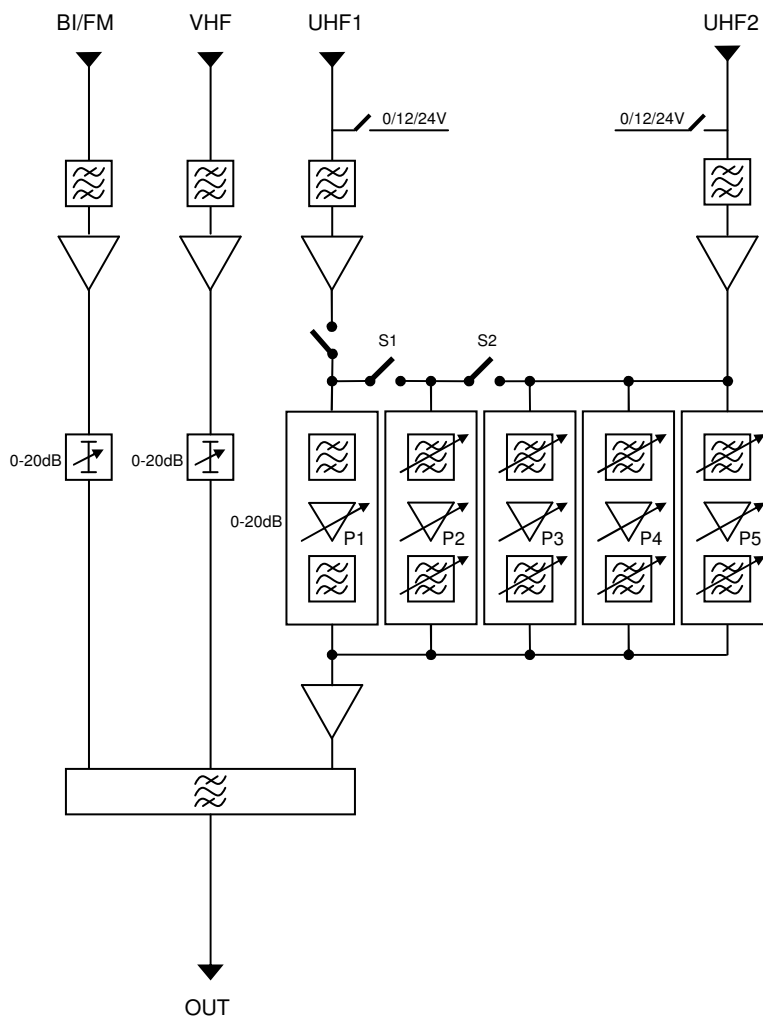 BI/FM
VHF
UHF1
UHF2
0/12/24V
0/12/24V
S1
S2
0-20dB
0-20dB
0-20dB
P1
P2
P3
P4
P5
OUT